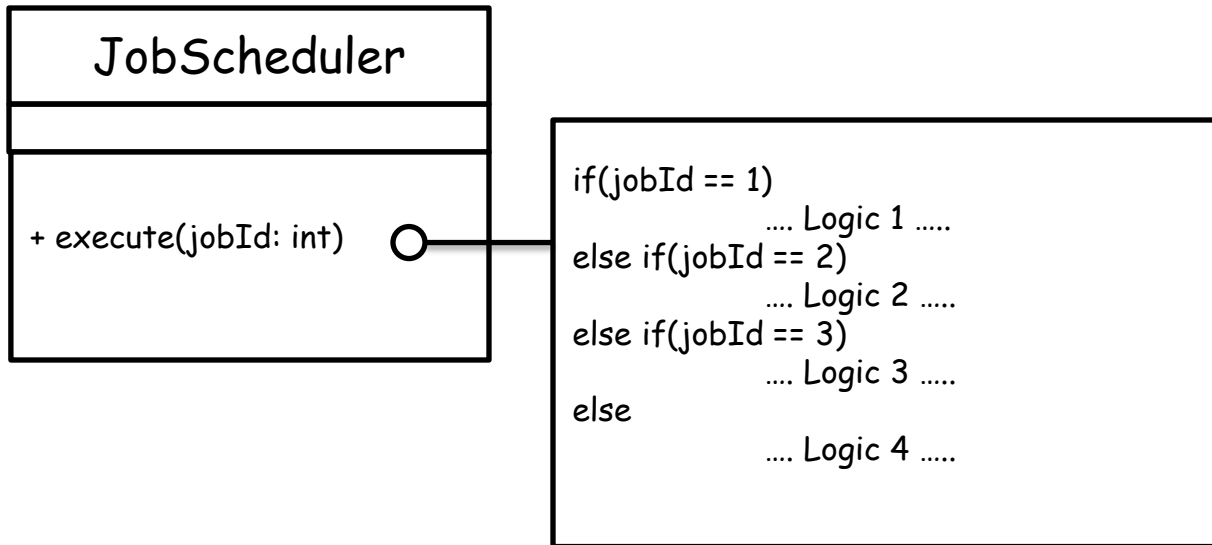 JobScheduler
+ execute(jobId: int)
if(jobId == 1)
.... Logic 1 .....
else if(jobId == 2)
.... Logic 2 .....
else if(jobId == 3)
.... Logic 3 .....
else
.... Logic 4 .....